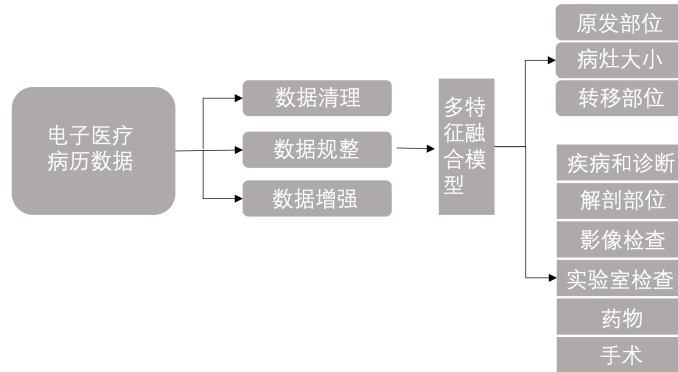 电子医疗
病历数据
数据清理
数据规整
数据增强
多特
征融
合模
型
原发部位
病灶大小
转移部位
疾病和诊断
解剖部位
影像检查
实验室检查
药物
手术